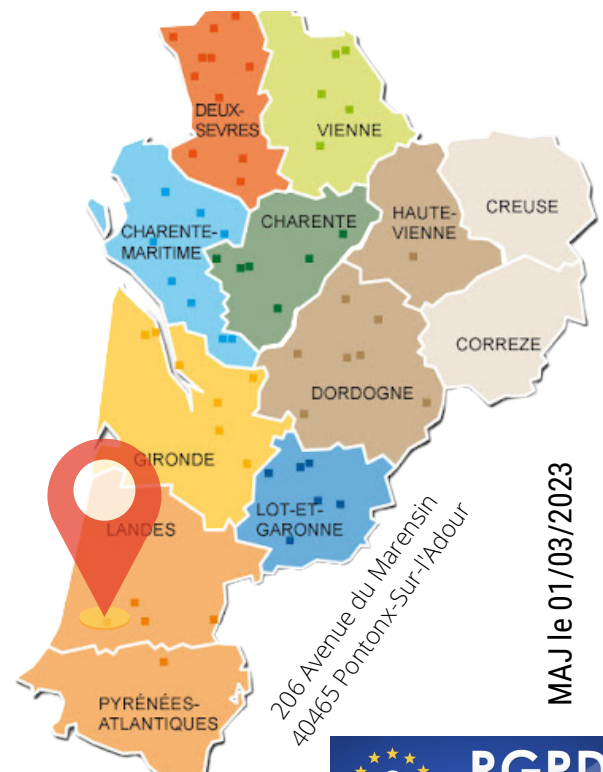 DEUX-
SEVRES
VIENNE
CHARENTE-
MARITIME
CHARENTE
HAUTE-
VIENNE
CREUSE
CORREZE
DORDOGNE
GIRONDE
LOT-ET-
GARONNE
LANDES
PYRÉNÉES-
ATLANTIQUES
206 Avenue du Marensin
40465 Pontonx-Sur-l'Adour
MAJ le 01/03/2023
RGPD